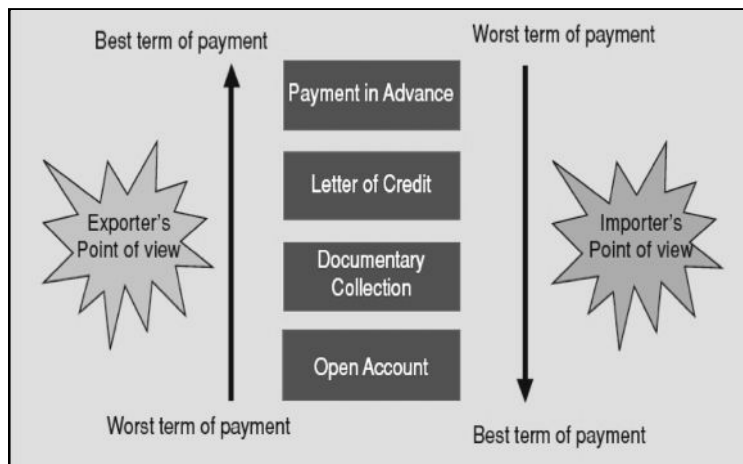 Best term of payment
Worst term of payment
Payment in Advance
Letter of Credit
Exporter's
Point of view
Importer's
Point of view
Documentary
Collection
Open Account
Worst term of payment
Best term of payment